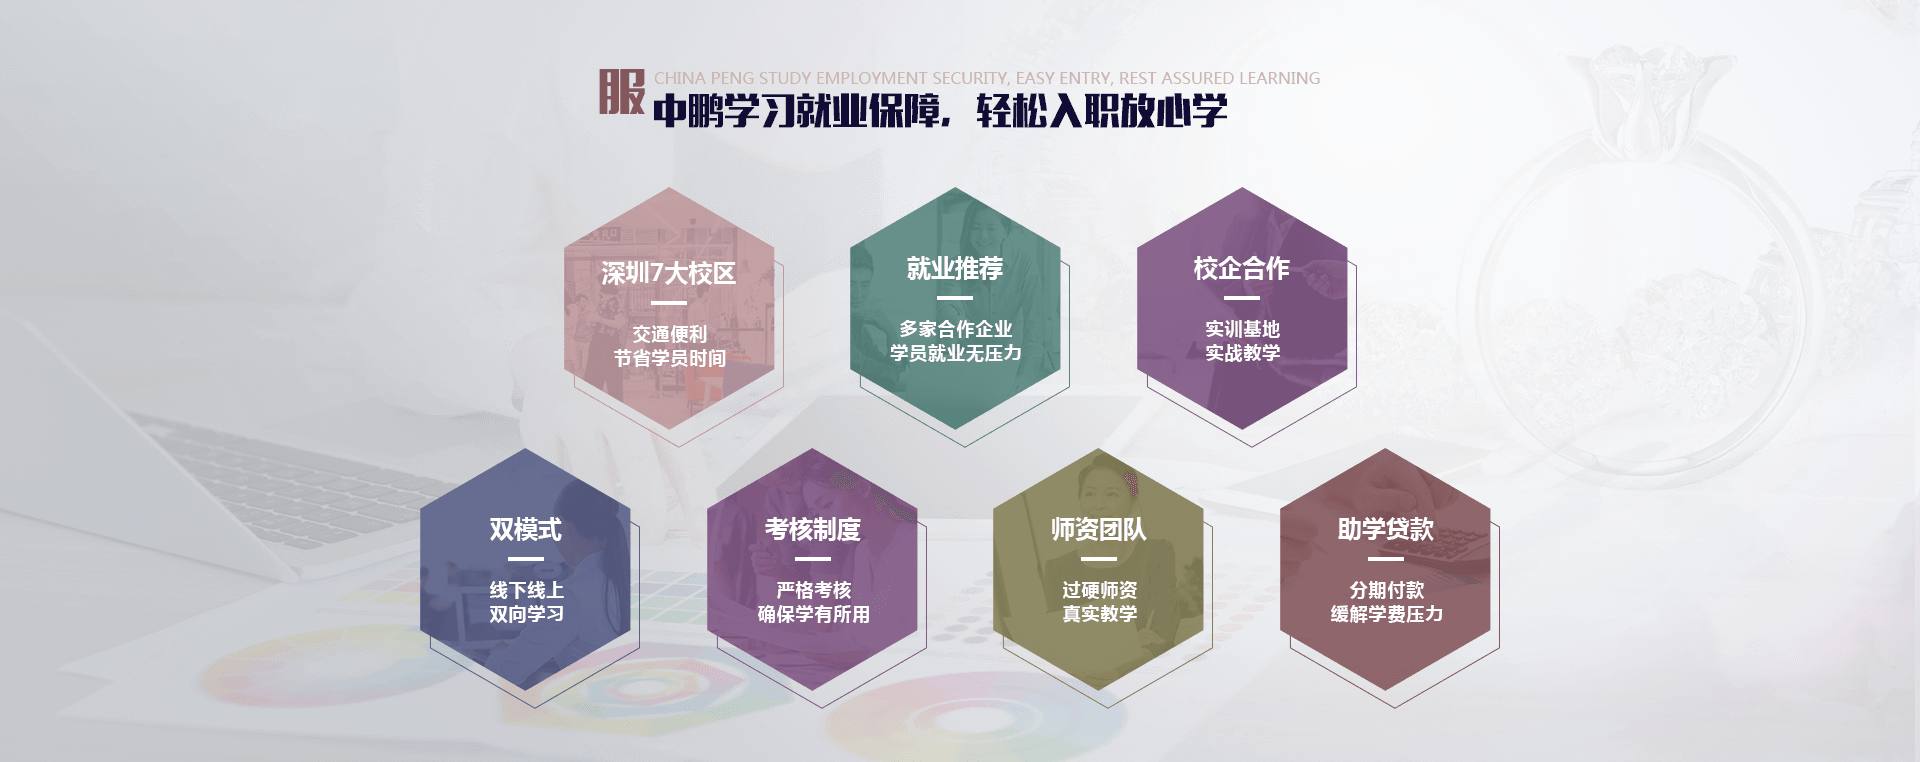 服
CHINA PENG STUDY EMPLOYMENT SECURITY, EASY ENTRY, REST ASSURED LEARNING
中鹏学习就业保障，轻松入职放心学
深圳7大校区
交通便利
节省学员时间
就业推荐
多家合作企业
学员就业无压力
校企合作
实训基地
实战教学
双模式
线下线上
双向学习
考核制度
严格考核
确保学有所用
师资团队
过硬师资
真实教学
助学贷款
分期付款
缓解学费压力